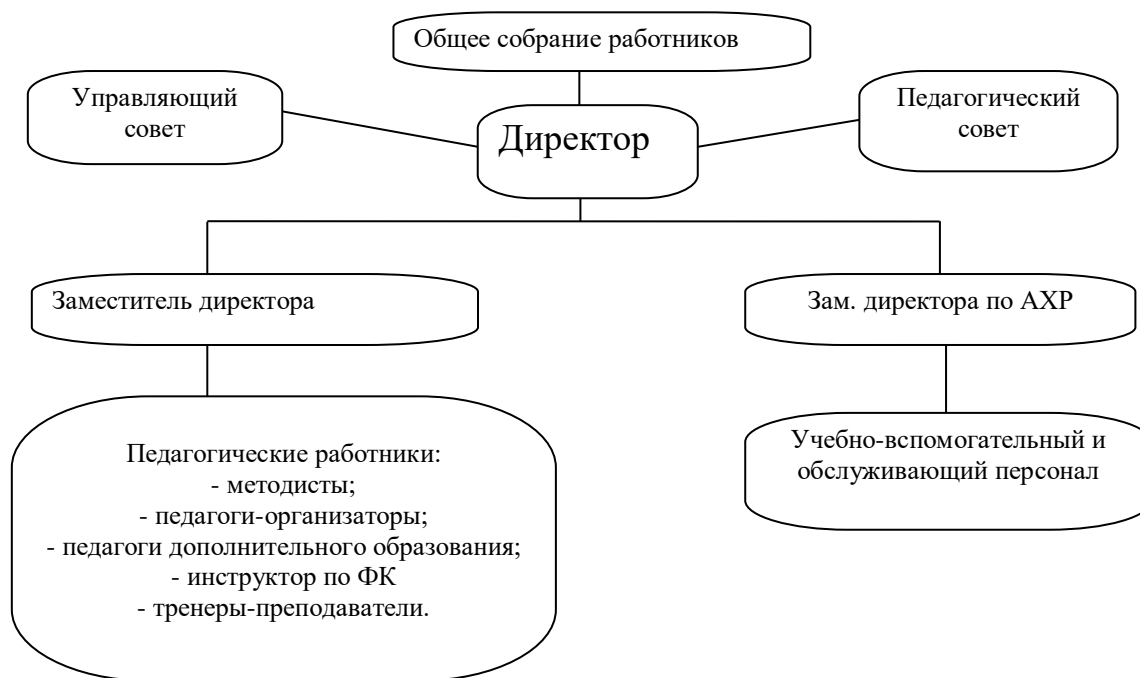 Общее собрание работников
Управляющий
совет
Директор
Педагогический
совет
Заместитель директора
Зам. директора по АХР
Педагогические работники:
- методисты;
- педагоги-организаторы;
- педагоги дополнительного образования;
- инструктор по ФК
- тренеры-преподаватели.
Учебно-вспомогательный и
обслуживающий персонал